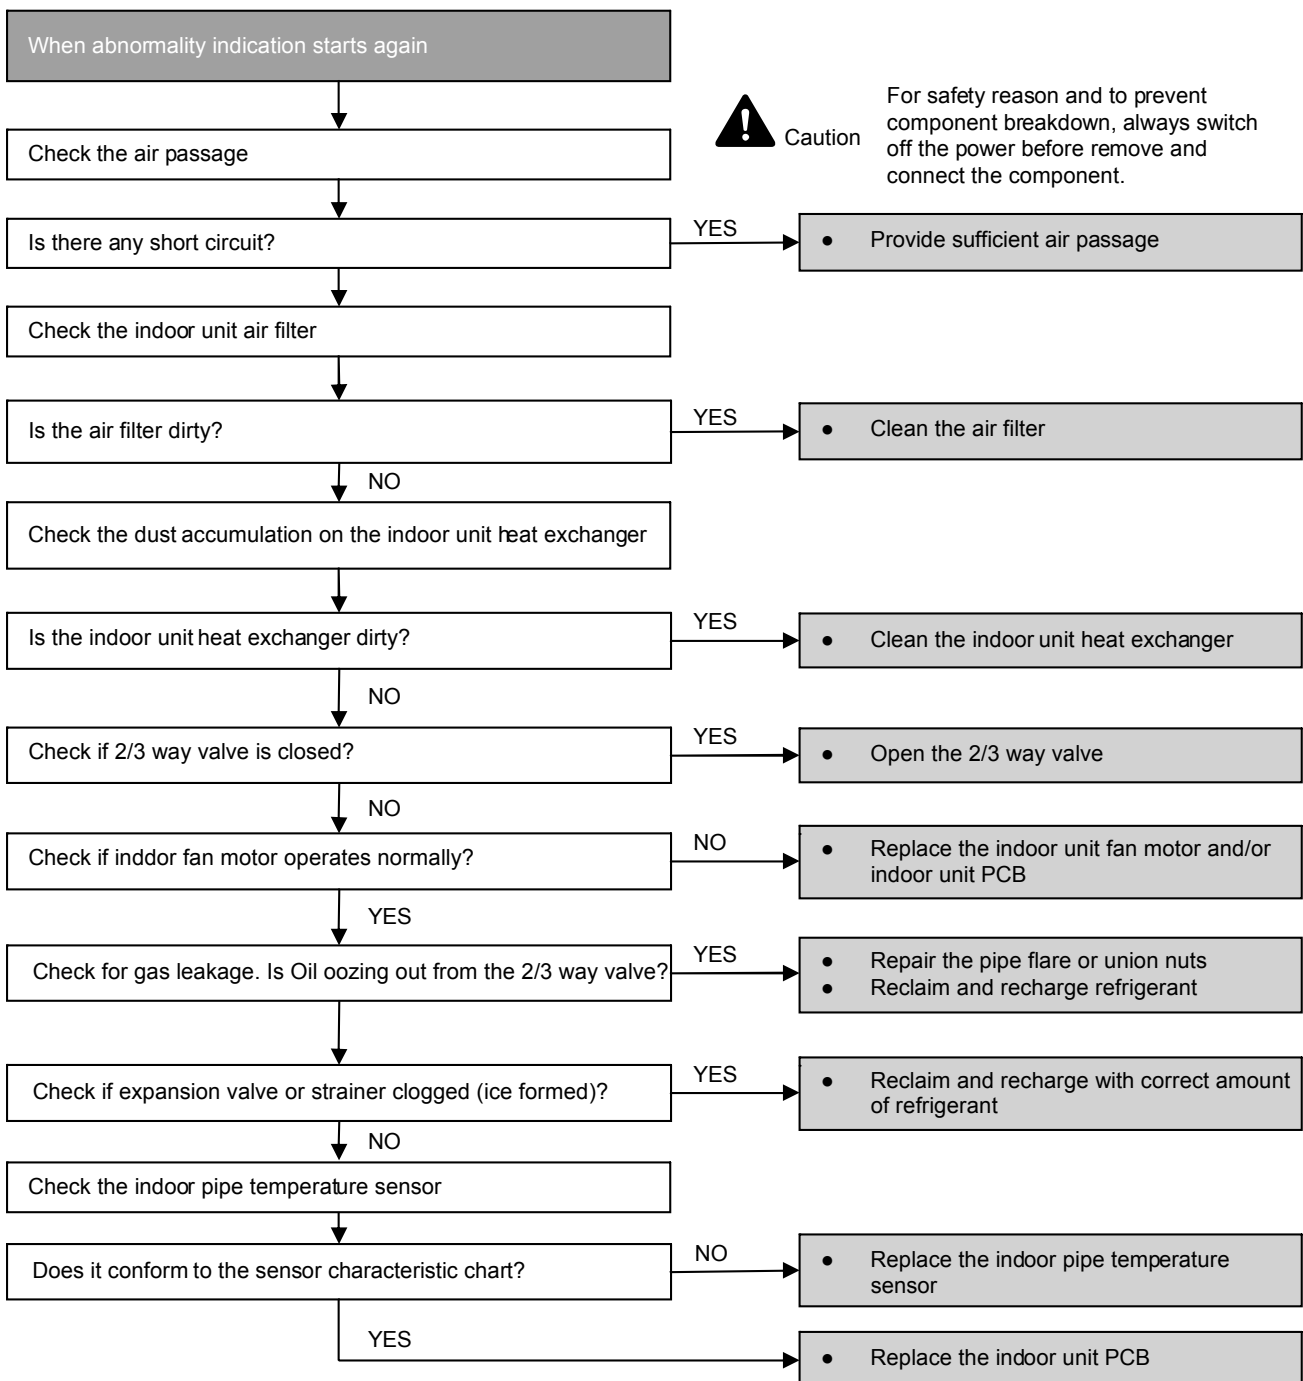 When abnormality indication starts again
For safety reason and to prevent
component breakdown, always switch
off the power before remove and
connect the component.
Caution
Check the air passage
Is there any short circuit?
YES
● Provide sufficient air passage
Check the indoor unit air filter
Is the air filter dirty?
YES
● Clean the air filter
NO
Check the dust accumulation on the indoor unit heat exchanger
Is the indoor unit heat exchanger dirty?
YES
● Clean the indoor unit heat exchanger
NO
Check if 2/3 way valve is closed?
YES
● Open the 2/3 way valve
NO
Check if inddor fan motor operates normally?
NO
● Replace the indoor unit fan motor and/or
indoor unit PCB
YES
Check for gas leakage. Is Oil oozing out from the 2/3 way valve?
YES
● Repair the pipe flare or union nuts
● Reclaim and recharge refrigerant
Check if expansion valve or strainer clogged (ice formed)?
YES
● Reclaim and recharge with correct amount
of refrigerant
NO
Check the indoor pipe temperature sensor
Does it conform to the sensor characteristic chart?
NO
● Replace the indoor pipe temperature
sensor
YES
● Replace the indoor unit PCB